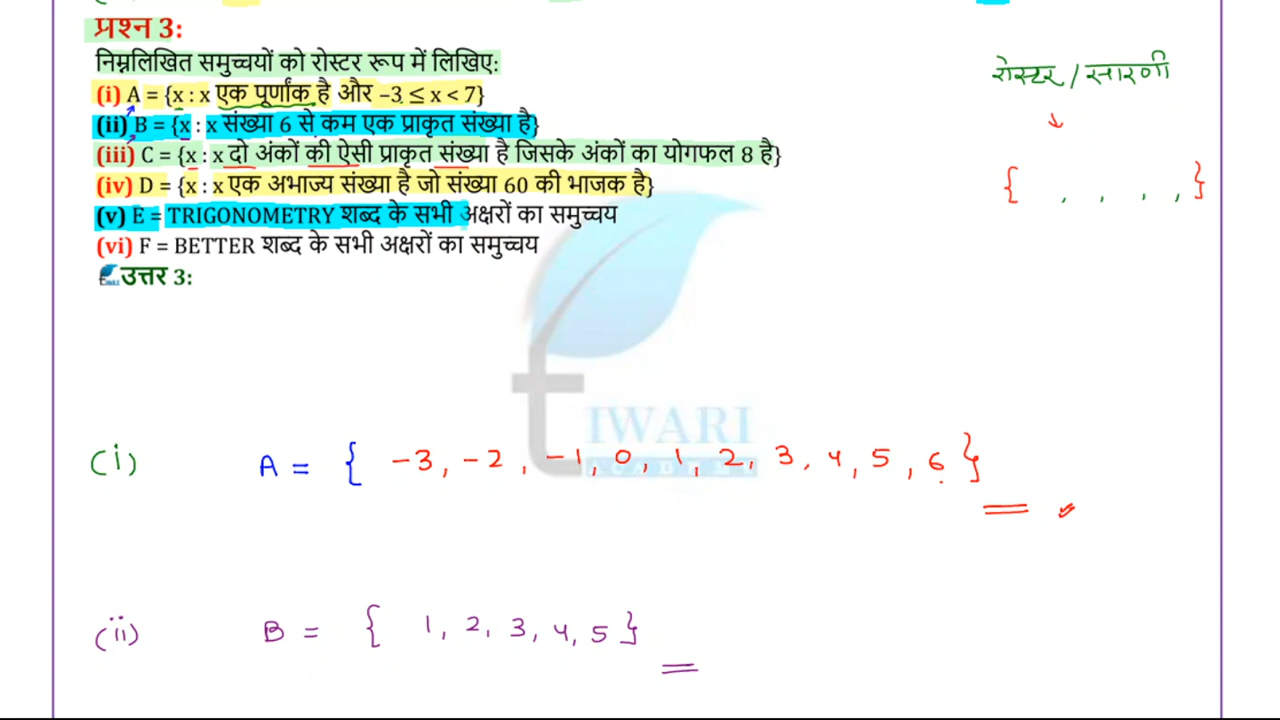 प्रश्न 3:
निम्नलिखित समुच्चयों को रोस्टर रूप में लिखिए:
(i) A = {x : x एक पूर्णांक है और –3 ≤ x < 7}
(ii) B = {x : x संख्या 6 से कम एक प्राकृत संख्या है}
(iii) C = {x : x दो अंकों की ऐसी प्राकृत संख्या है जिसके अंकों का योगफल 8 है}
(iv) D = {x : x एक अभाज्य संख्या है जो संख्या 60 की भाजक है}
(v) E = TRIGONOMETRY शब्द के सभी अक्षरों का समुच्चय
(vi) F = BETTER शब्द के सभी अक्षरों का समुच्चय
उत्तर 3:
रोस्टर / सारणी
{ , , , , }
IWARI
ACADEMY
(i) A = { -3, -2, -1, 0, 1, 2, 3, 4, 5, 6 }
(ii) B = { 1, 2, 3, 4, 5 }